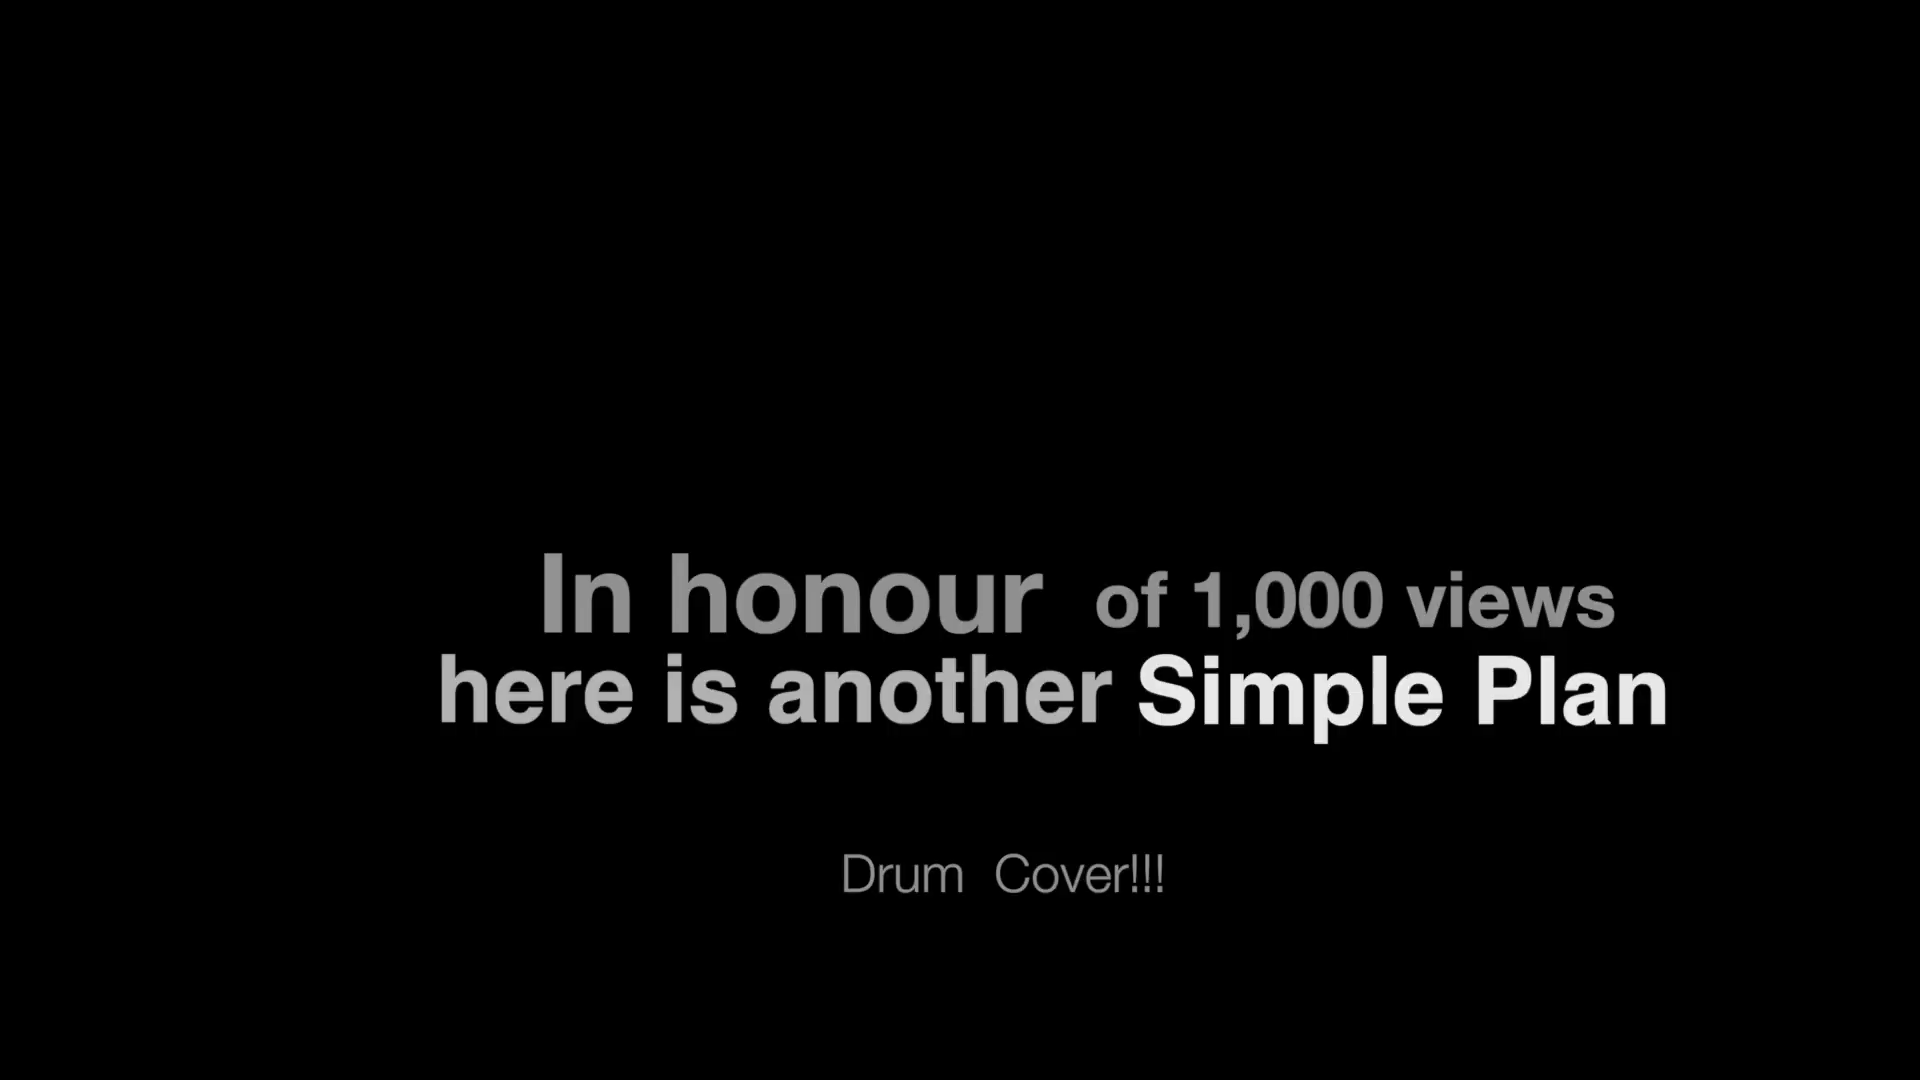 In honour of 1,000 views
here is another Simple Plan
Drum Cover!!!